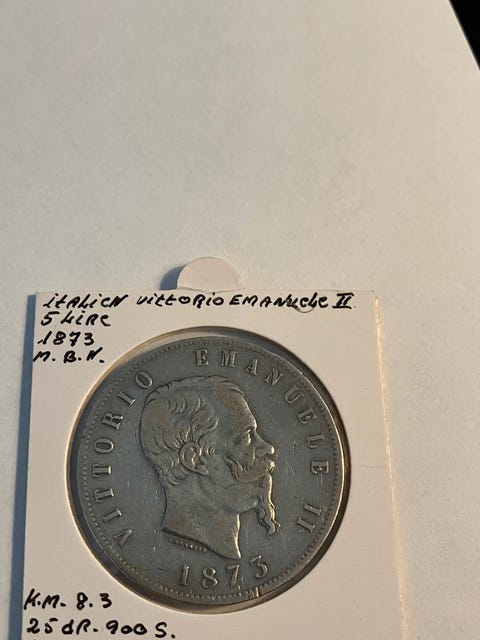 ITALIEN VITTORIO EMANUELE II
5 LIRE
1873
M.B.N.
VITTORIO EMANUELE II
1873
K.M. 8.3
25 GR. 900 S.